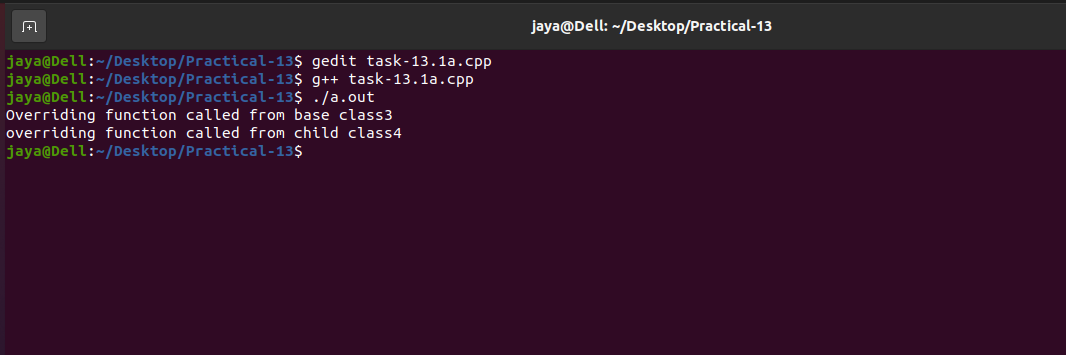 jaya@Dell: ~/Desktop/Practical-13
jaya@Dell:~/Desktop/Practical-13$ gedit task-13.1a.cpp
jaya@Dell:~/Desktop/Practical-13$ g++ task-13.1a.cpp
jaya@Dell:~/Desktop/Practical-13$ ./a.out
Overriding function called from base class3
overriding function called from child class4
jaya@Dell:~/Desktop/Practical-13$